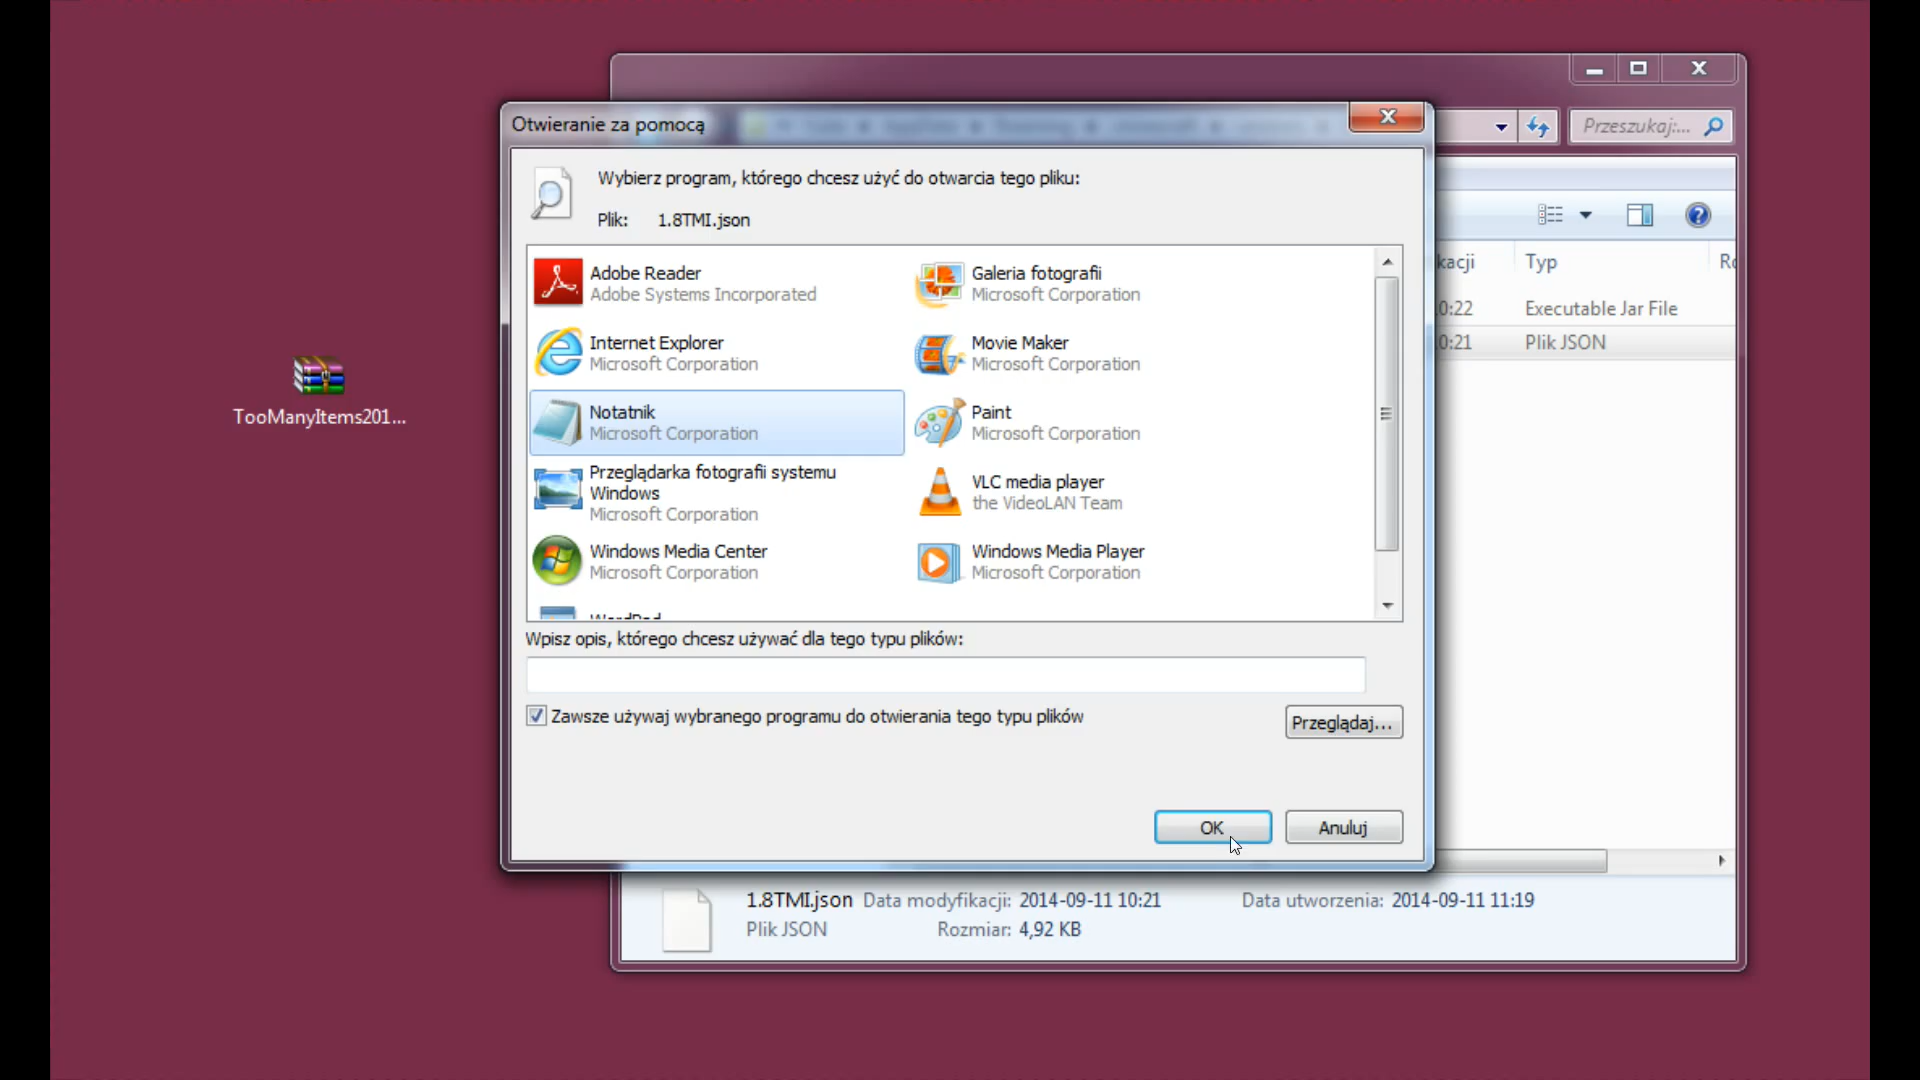 Otwieranie za pomocą
Przeszukaj:...
Wybierz program, którego chcesz użyć do otwarcia tego pliku:
Plik: 1.8TMI.json
Adobe Reader
Adobe Systems Incorporated
Galeria fotografii
Microsoft Corporation
Internet Explorer
Microsoft Corporation
Movie Maker
Microsoft Corporation
Notatnik
Microsoft Corporation
Paint
Microsoft Corporation
Przeglądarka fotografii systemu
Windows
Microsoft Corporation
VLC media player
the VideoLAN Team
Windows Media Center
Microsoft Corporation
Windows Media Player
Microsoft Corporation
WordPad
Wpisz opis, którego chcesz używać dla tego typu plików:
Zawsze używaj wybranego programu do otwierania tego typu plików
Przeglądaj...
OK
Anuluj
TooManyItems201...
kacji Typ
0:22 Executable Jar File
0:21 Plik JSON
1.8TMI.json Data modyfikacji: 2014-09-11 10:21 Data utworzenia: 2014-09-11 11:19
Plik JSON Rozmiar: 4,92 KB